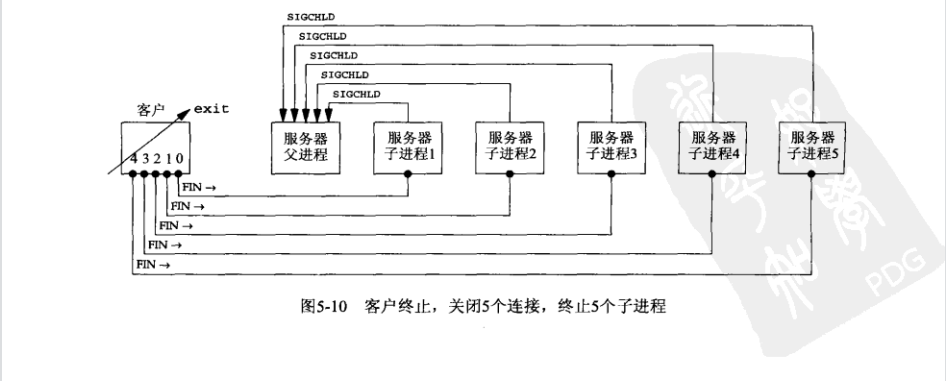 SIGCHLD
SIGCHLD
SIGCHLD
SIGCHLD
SIGCHLD
客户
exit
4 3 2 1 0
服务器
父进程
服务器
子进程1
服务器
子进程2
服务器
子进程3
服务器
子进程4
服务器
子进程5
FIN →
FIN →
FIN →
FIN →
FIN →
PDG
图5-10 客户终止，关闭5个连接，终止5个子进程